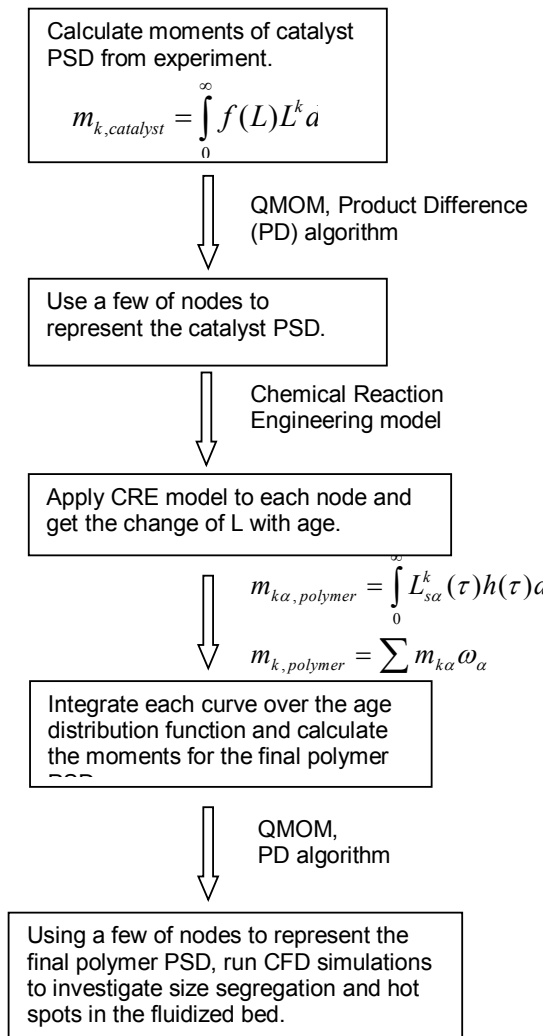 Calculate moments of catalyst
PSD from experiment.
m_{k,catalyst} = ∫_0^∞ f(L)L^k d
QMOM, Product Difference
(PD) algorithm
Use a few of nodes to
represent the catalyst PSD.
Chemical Reaction
Engineering model
Apply CRE model to each node and
get the change of L with age.
m_{kα,polymer} = ∫_0^∞ L_{sα}^k(τ)h(τ)d
m_{k,polymer} = ∑ m_{kα}ω_α
Integrate each curve over the age
distribution function and calculate
the moments for the final polymer
PSD
QMOM,
PD algorithm
Using a few of nodes to represent the
final polymer PSD, run CFD simulations
to investigate size segregation and hot
spots in the fluidized bed.